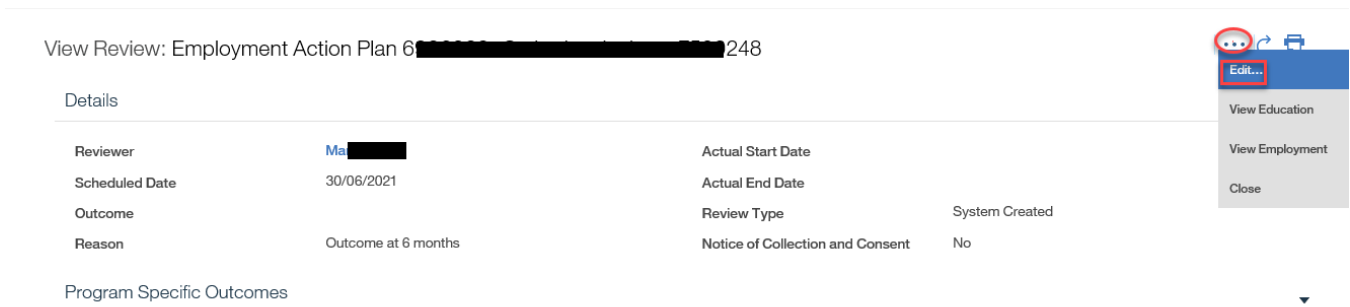 View Review: Employment Action Plan 6 248
Edit...
Details
View Education
Reviewer Ma Actual Start Date
View Employment
Scheduled Date 30/06/2021 Actual End Date
Close
Outcome Review Type System Created
Reason Outcome at 6 months Notice of Collection and Consent No
Program Specific Outcomes